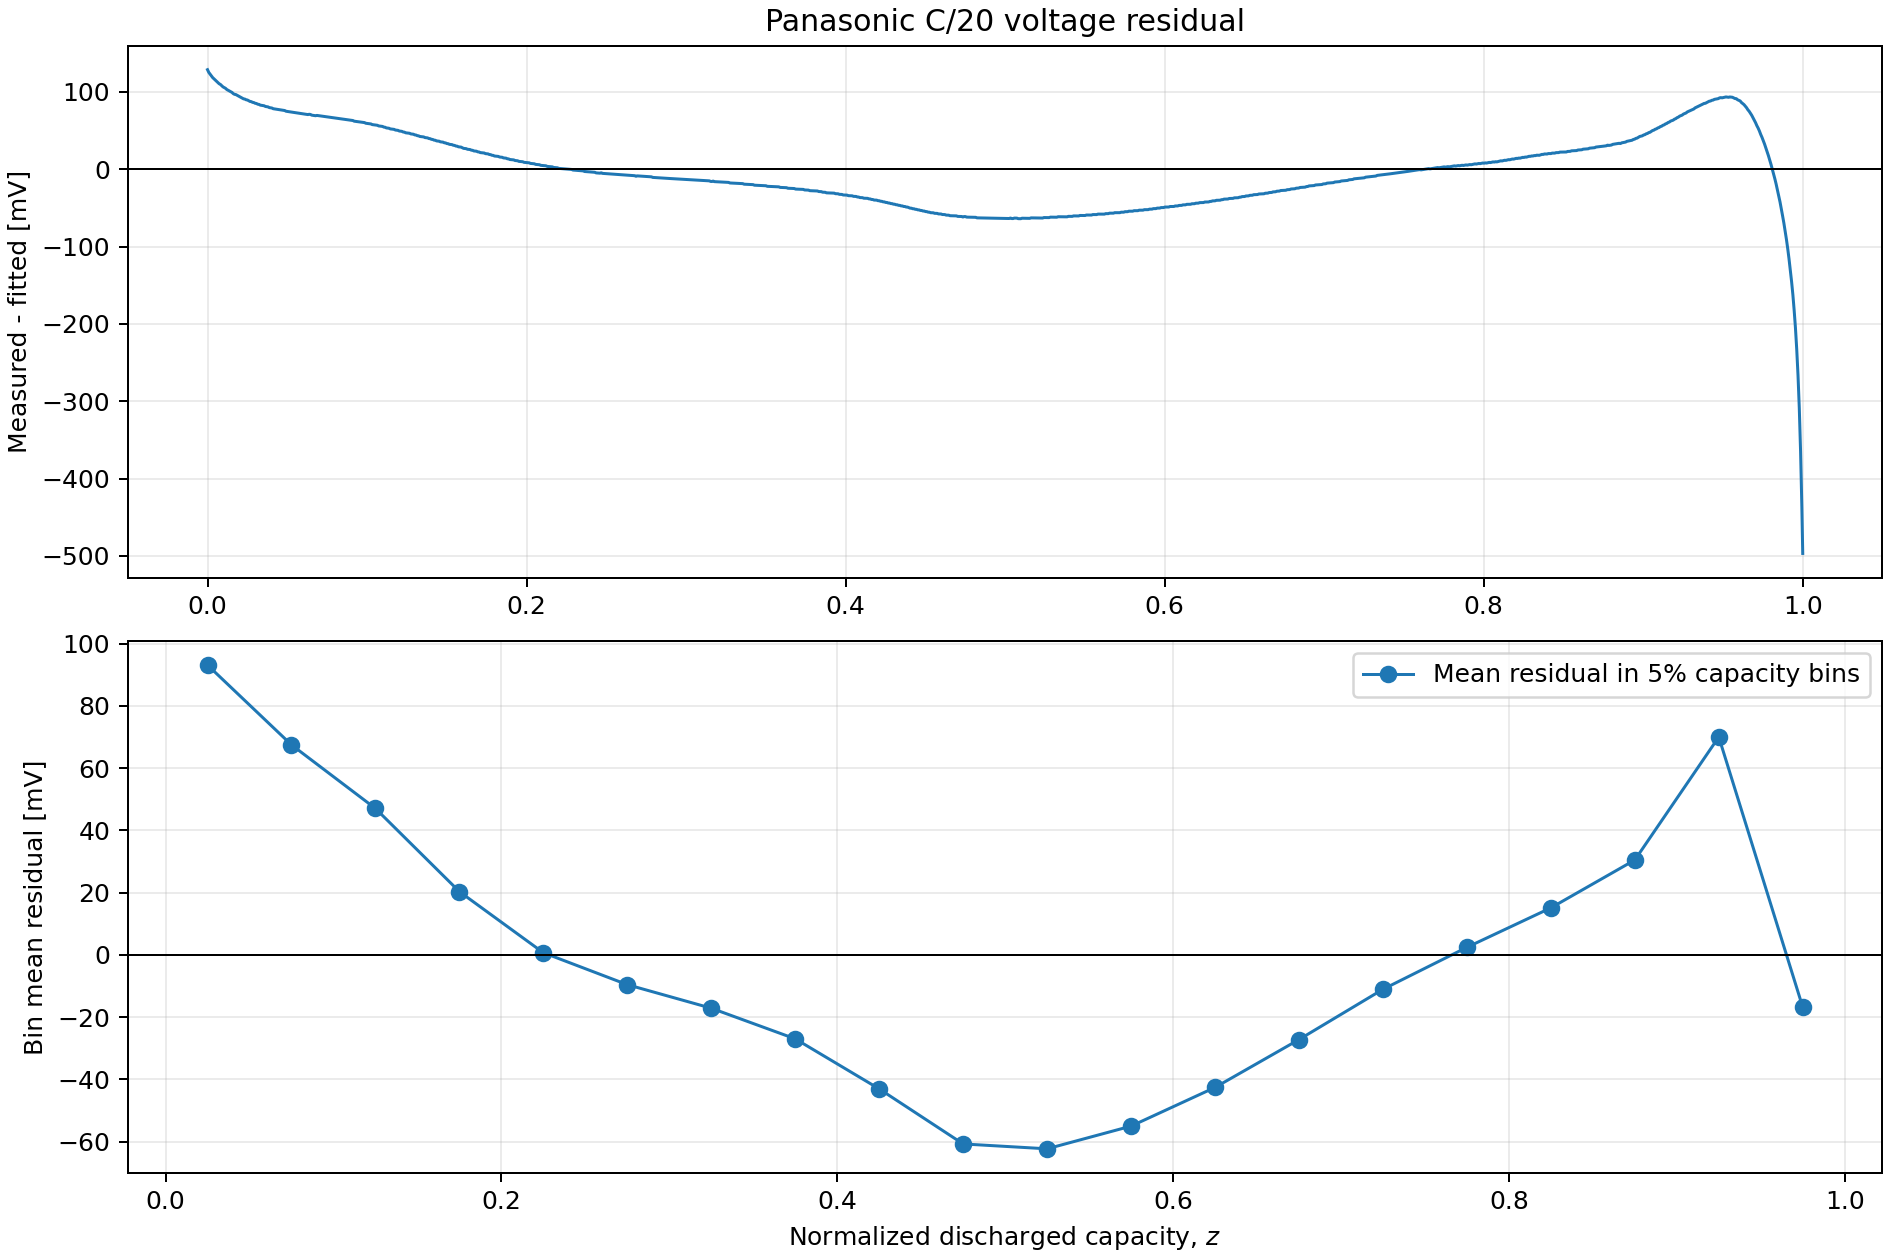 Panasonic C/20 voltage residual
Measured - fitted [mV]
100
0
−100
−200
−300
−400
−500
0.0 0.2 0.4 0.6 0.8 1.0
Mean residual in 5% capacity bins
Bin mean residual [mV]
100
80
60
40
20
0
−20
−40
−60
0.0 0.2 0.4 0.6 0.8 1.0
Normalized discharged capacity, z